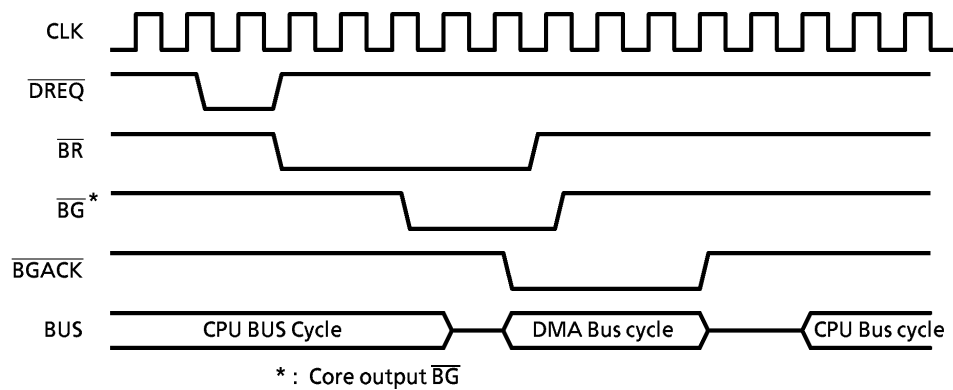 CLK
DREQ
BR
BG*
BGACK
BUS
CPU BUS Cycle
DMA Bus cycle
CPU Bus cycle
* : Core output BG